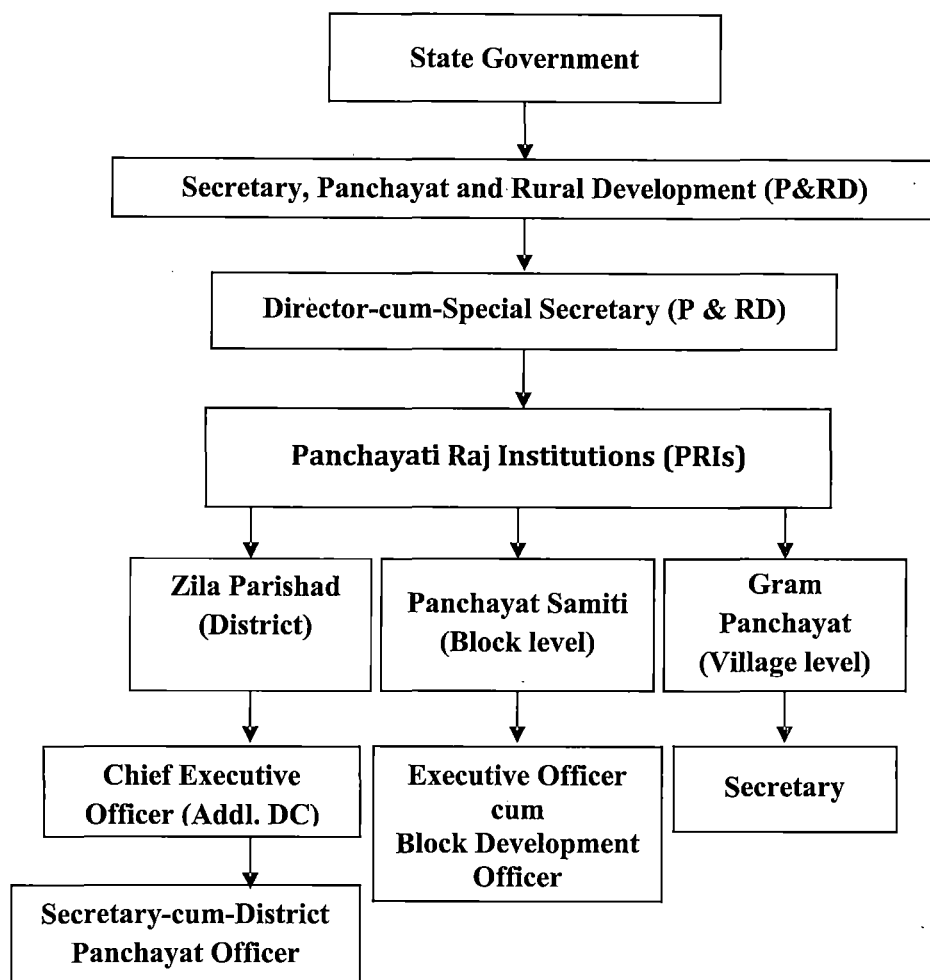 State Government
Secretary, Panchayat and Rural Development (P&RD)
Director-cum-Special Secretary (P & RD)
Panchayati Raj Institutions (PRIs)
Zila Parishad
(District)
Panchayat Samiti
(Block level)
Gram
Panchayat
(Village level)
Chief Executive
Officer (Addl. DC)
Executive Officer
cum
Block Development
Officer
Secretary
Secretary-cum-District
Panchayat Officer